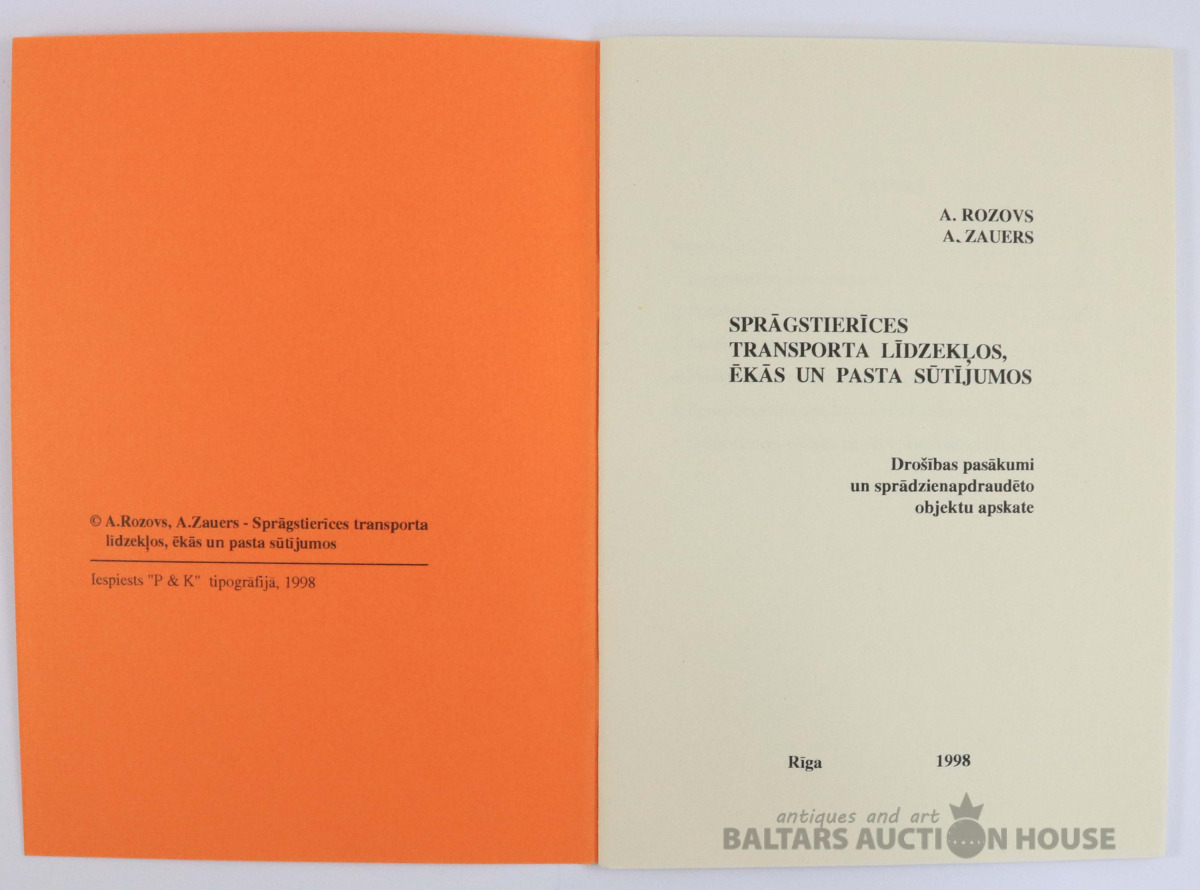 © A.Rozovs, A.Zauers - Sprāgstierīces transporta
līdzekļos, ēkās un pasta sūtījumos
Iespiests "P & K" tipogrāfijā, 1998
A. ROZOVS
A. ZAUERS
SPRĀGSTIERĪCES
TRANSPORTA LĪDZEKĻOS,
ĒKĀS UN PASTA SŪTĪJUMOS
Drošības pasākumi
un sprādzienapdraudēto
objektu apskate
Rīga 1998
antiques and art
BALTARS AUCTION HOUSE